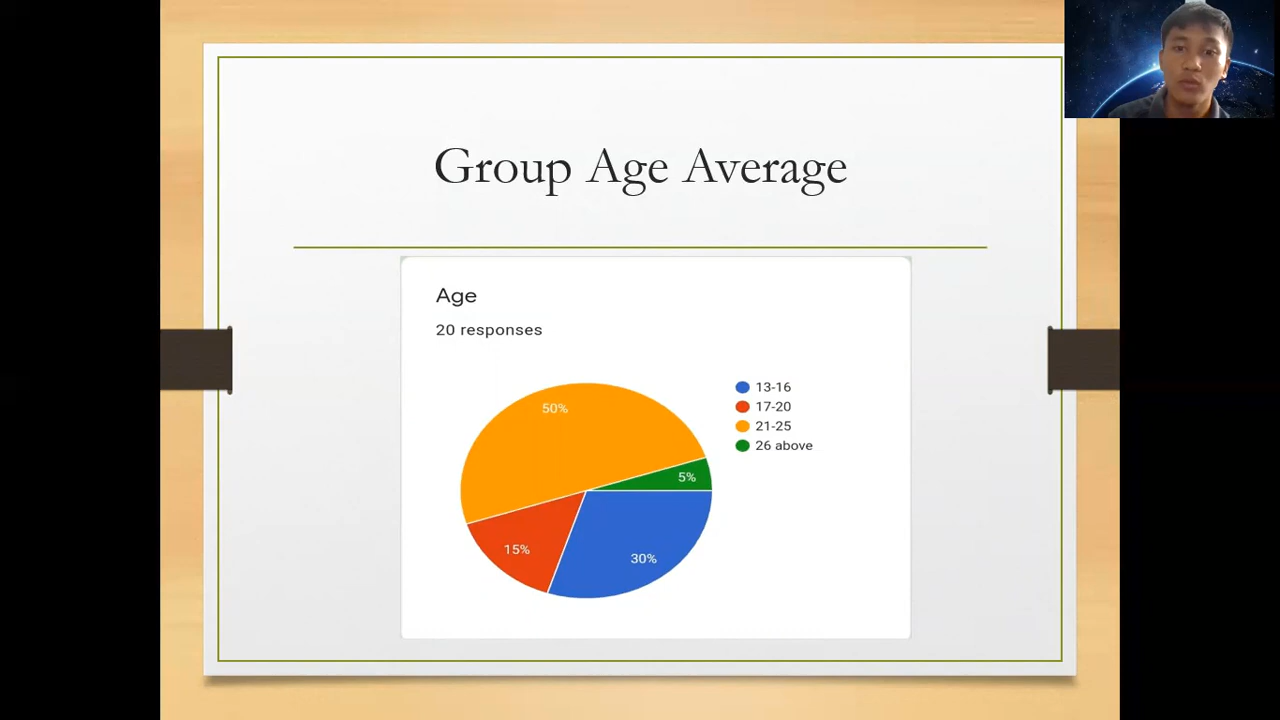 Group Age Average
Age
20 responses
13-16
17-20
21-25
26 above
50%
5%
15%
30%